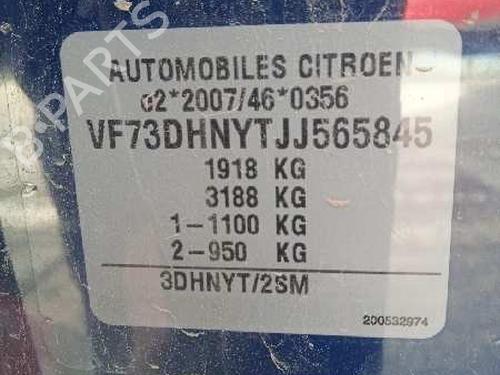 B-PARTS
AUTOMOBILES CITROEN
e2*2007/46*0356
VF73DHNYTJJ565845
1918 KG
3188 KG
1-1100 KG
2-950 KG
3DHNYT/2SM
200532974